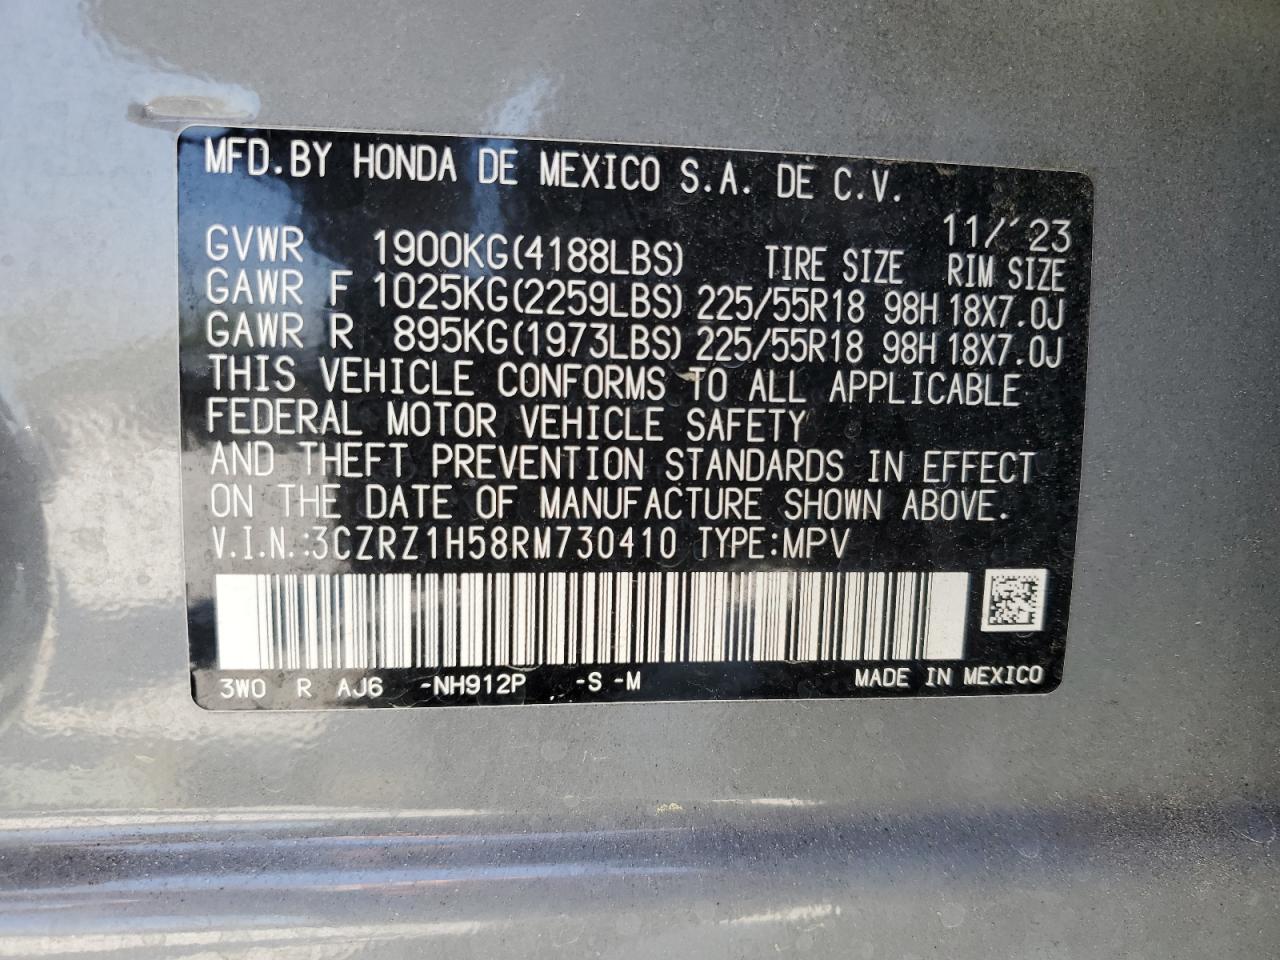 MFD.BY HONDA DE MEXICO S.A. DE C.V.
11/´23
GVWR 1900KG(4188LBS) TIRE SIZE RIM SIZE
GAWR F 1025KG(2259LBS) 225/55R18 98H 18X7.0J
GAWR R 895KG(1973LBS) 225/55R18 98H 18X7.0J
THIS VEHICLE CONFORMS TO ALL APPLICABLE
FEDERAL MOTOR VEHICLE SAFETY
AND THEFT PREVENTION STANDARDS IN EFFECT
ON THE DATE OF MANUFACTURE SHOWN ABOVE.
V.I.N.:3CZRZ1H58RM730410 TYPE:MPV
3W0 R AJ6 -NH912P -S -M MADE IN MEXICO